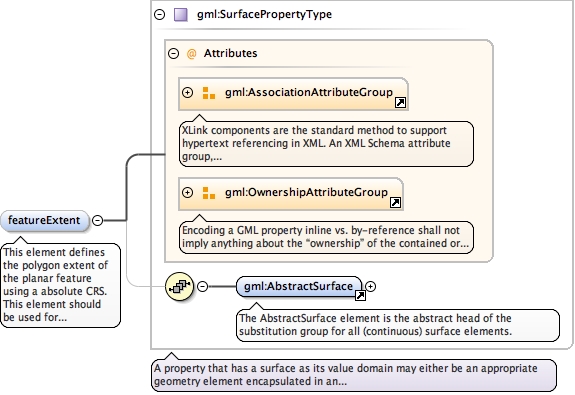 gml:SurfacePropertyType
@ Attributes
gml:AssociationAttributeGroup
XLink components are the standard method to support
hypertext referencing in XML. An XML Schema attribute
group,...
gml:OwnershipAttributeGroup
Encoding a GML property inline vs. by-reference shall not
imply anything about the “ownership” of the contained or...
featureExtent
This element defines
the polygon extent of
the planar feature
using a absolute CRS.
This element should
be used for...
gml:AbstractSurface
The AbstractSurface element is the abstract head of the
substitution group for all (continuous) surface elements.
A property that has a surface as its value domain may either be an appropriate
geometry element encapsulated in an...